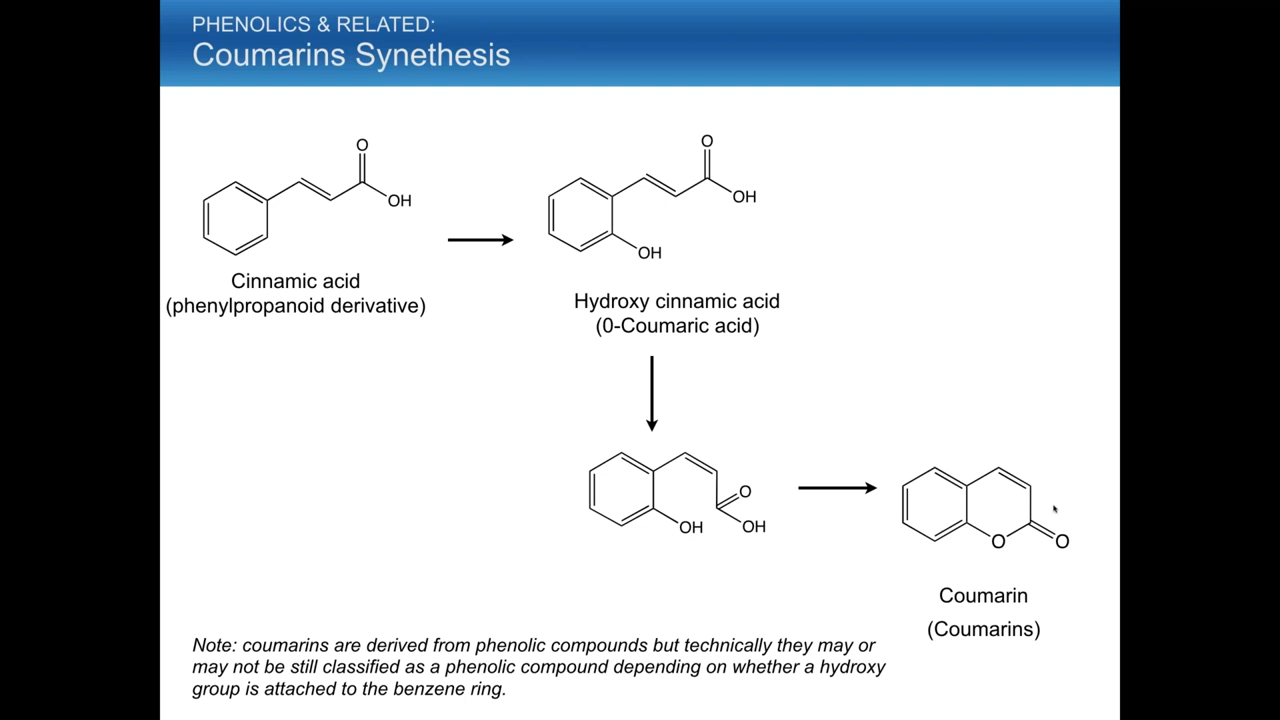 PHENOLICS & RELATED:
Coumarins Synethesis
O
OH
Cinnamic acid
(phenylpropanoid derivative)
O
OH
OH
Hydroxy cinnamic acid
(0-Coumaric acid)
O
OH
OH
O
O
Coumarin
(Coumarins)
Note: coumarins are derived from phenolic compounds but technically they may or
may not be still classified as a phenolic compound depending on whether a hydroxy
group is attached to the benzene ring.